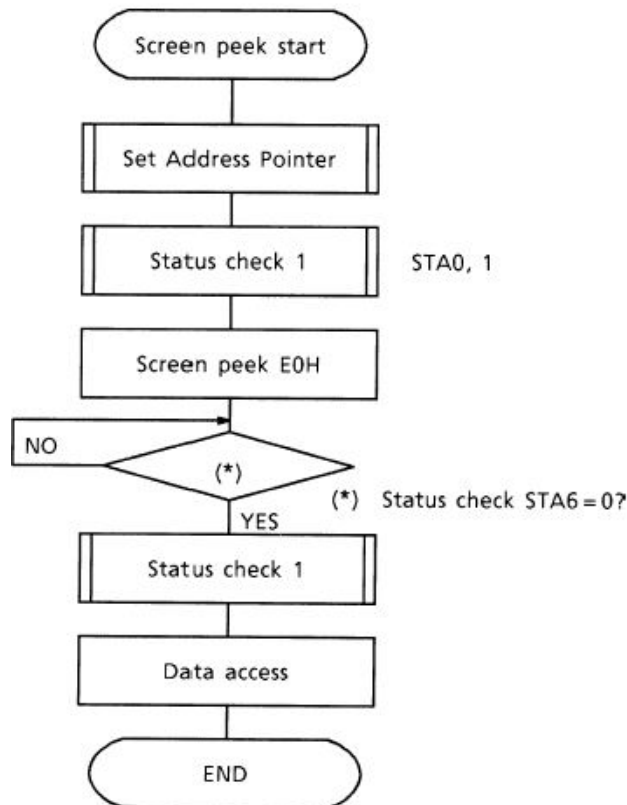 Screen peek start
Set Address Pointer
Status check 1
STA0, 1
Screen peek E0H
NO
(*)
(*) Status check STA6=0?
YES
Status check 1
Data access
END